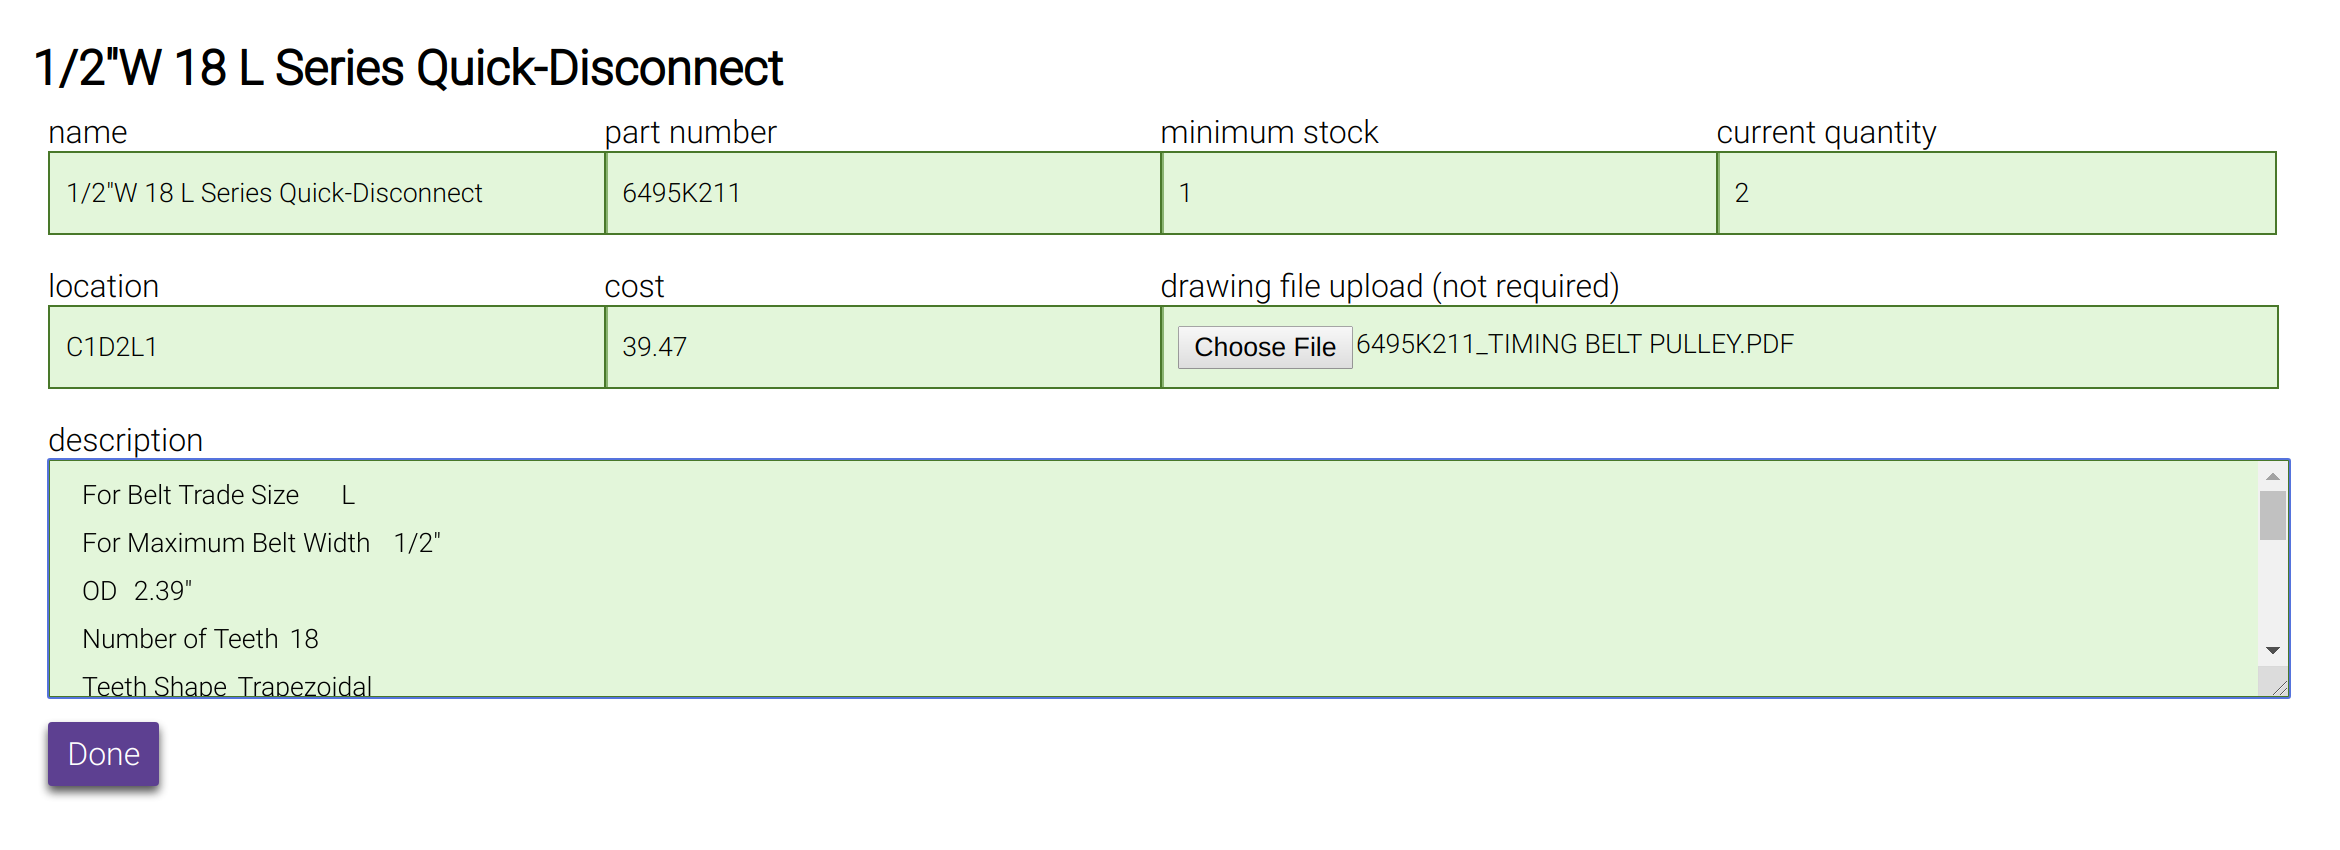 1/2"W 18 L Series Quick-Disconnect
name part number minimum stock current quantity
1/2"W 18 L Series Quick-Disconnect 6495K211 1 2
location cost drawing file upload (not required)
C1D2L1 39.47 Choose File 6495K211_TIMING BELT PULLEY.PDF
description
For Belt Trade Size L
For Maximum Belt Width 1/2"
OD 2.39"
Number of Teeth 18
Teeth Shape Trapezoidal
Done